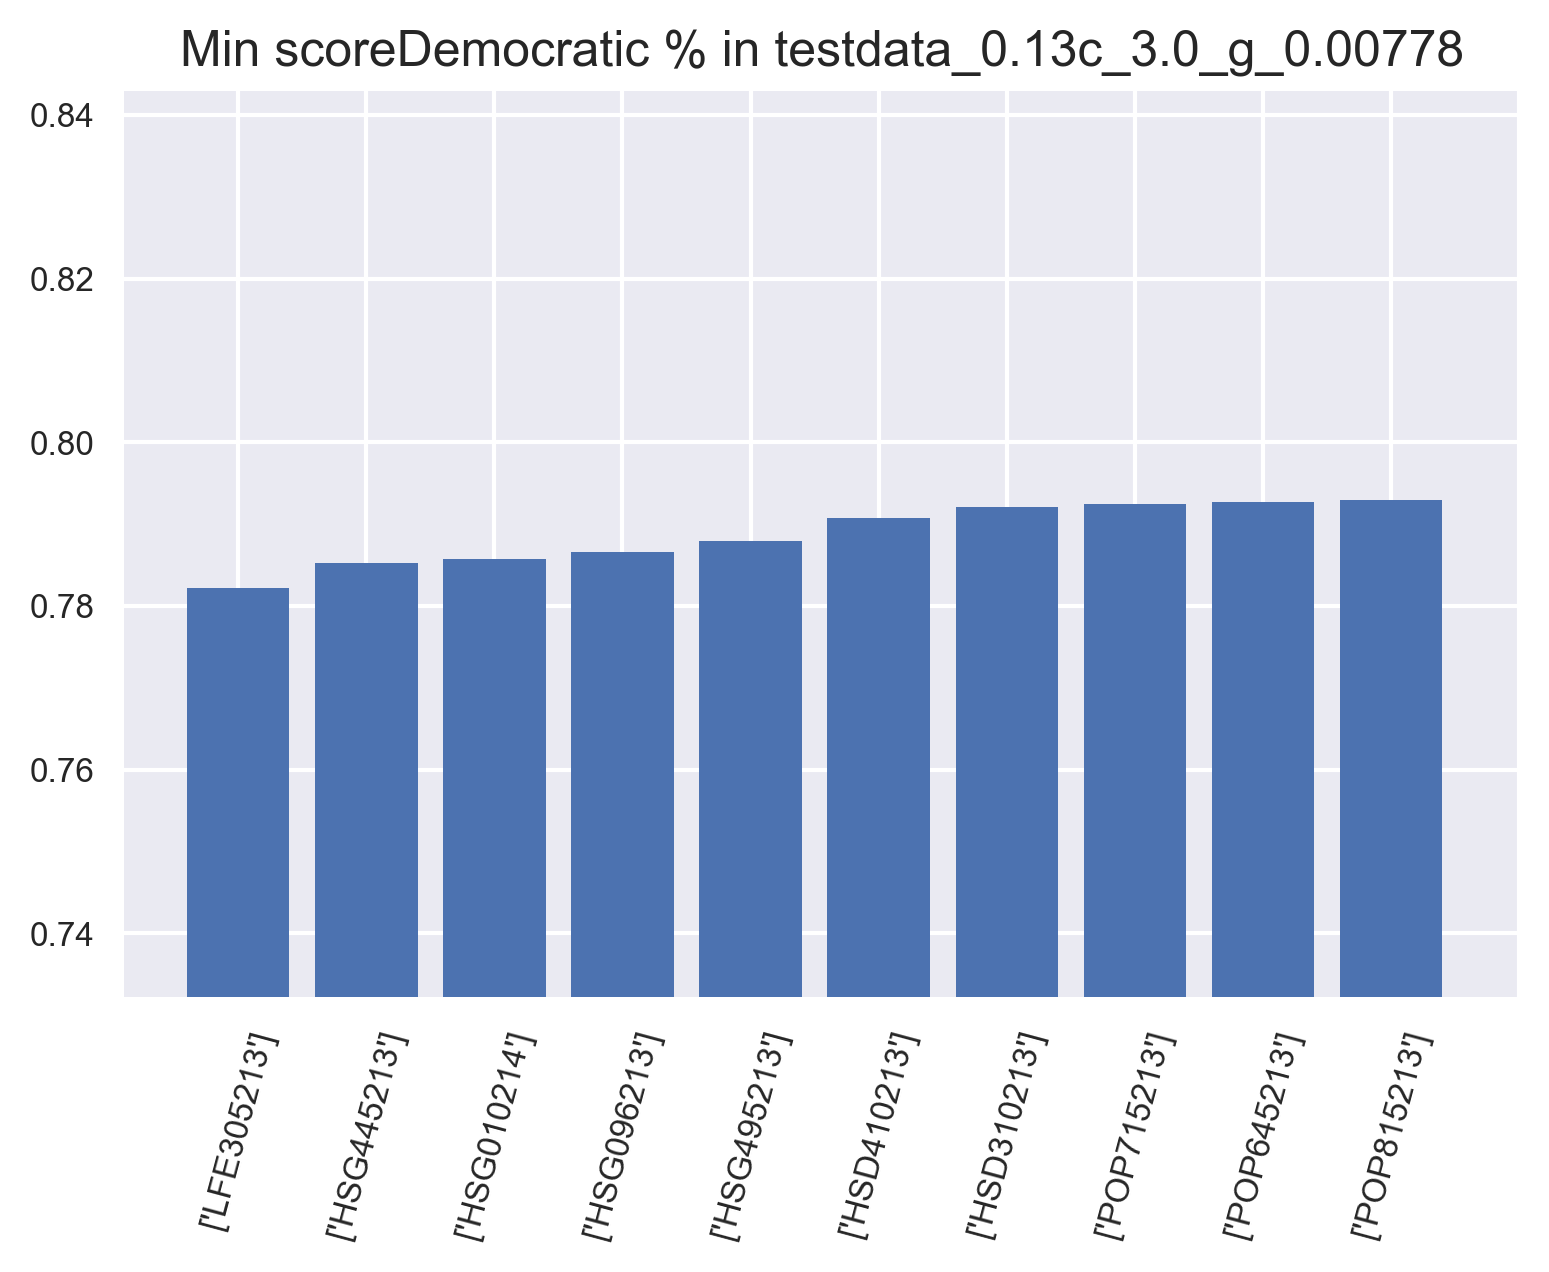 Min scoreDemocratic % in testdata_0.13c_3.0_g_0.00778
0.84
0.82
0.80
0.78
0.76
0.74
['LFE305213']
['HSG445213']
['HSG010214']
['HSG096213']
['HSG495213']
['HSD410213']
['HSD310213']
['POP715213']
['POP645213']
['POP815213']